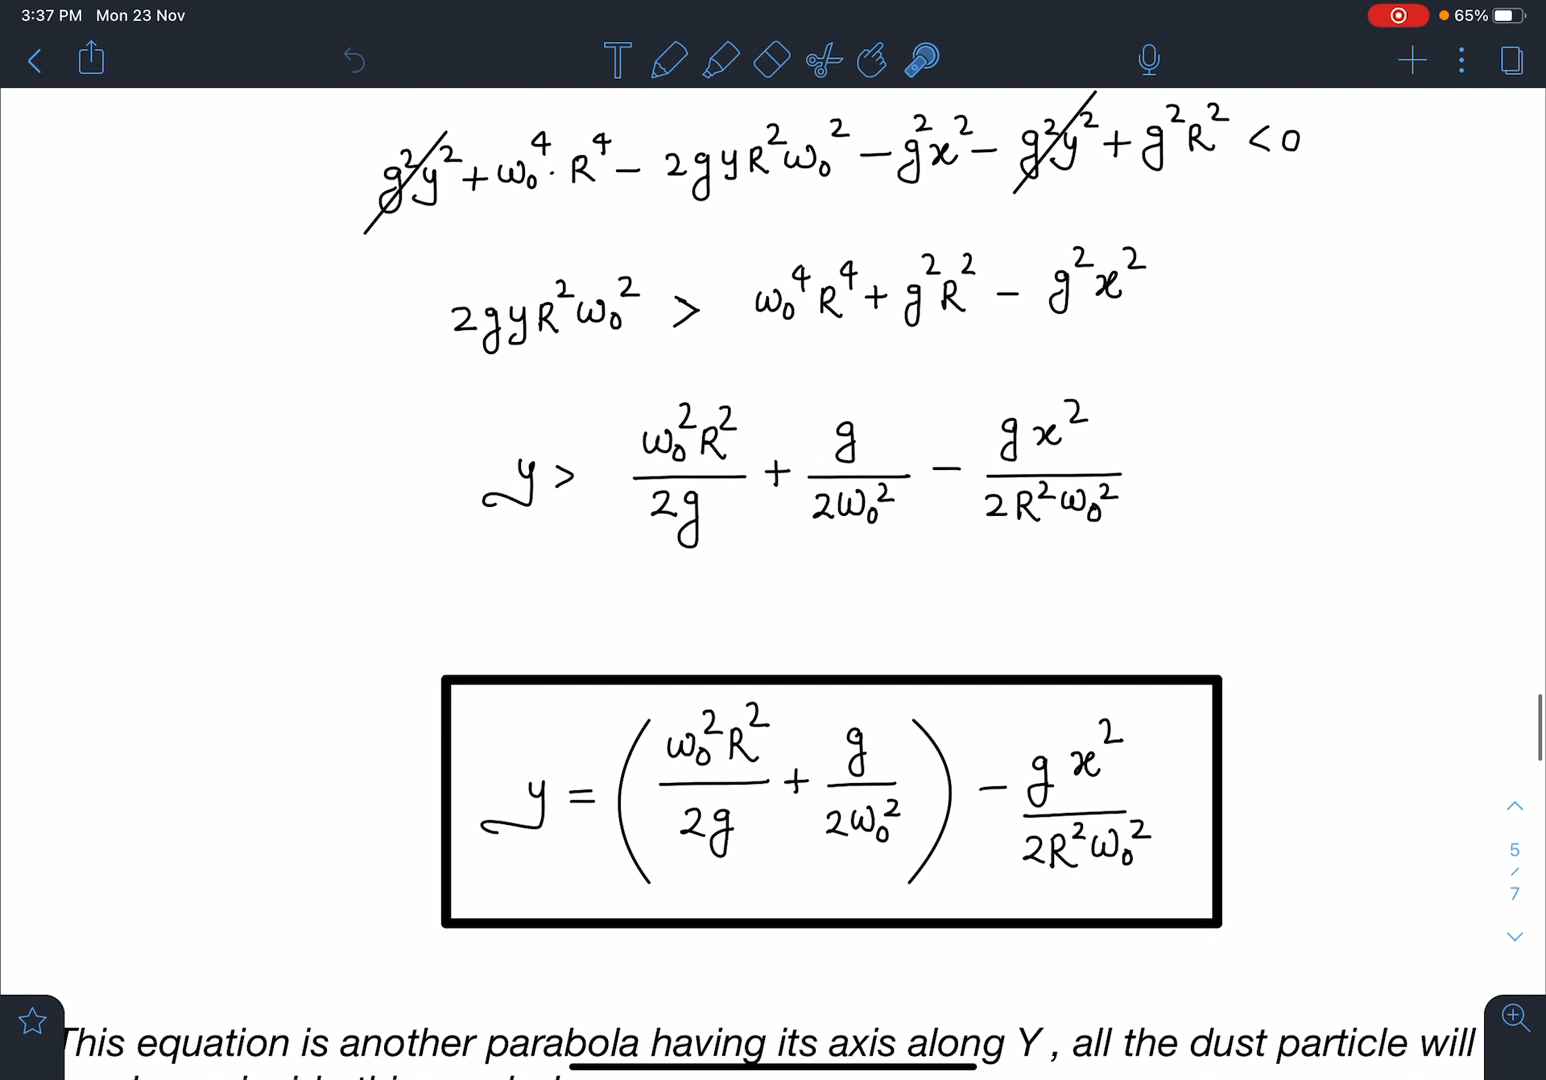 3:37 PM Mon 23 Nov
65%
g²y² + ω₀⁴·R⁴ − 2gyR²ω₀² − g²x² − g²y² + g²R² < 0
2gyR²ω₀² > ω₀⁴R⁴ + g²R² − g²x²
y > ω₀²R²/2g + g/2ω₀² − gx²/2R²ω₀²
y = (ω₀²R²/2g + g/2ω₀²) − gx²/2R²ω₀²
5
/
7
This equation is another parabola having its axis along Y , all the dust particle will